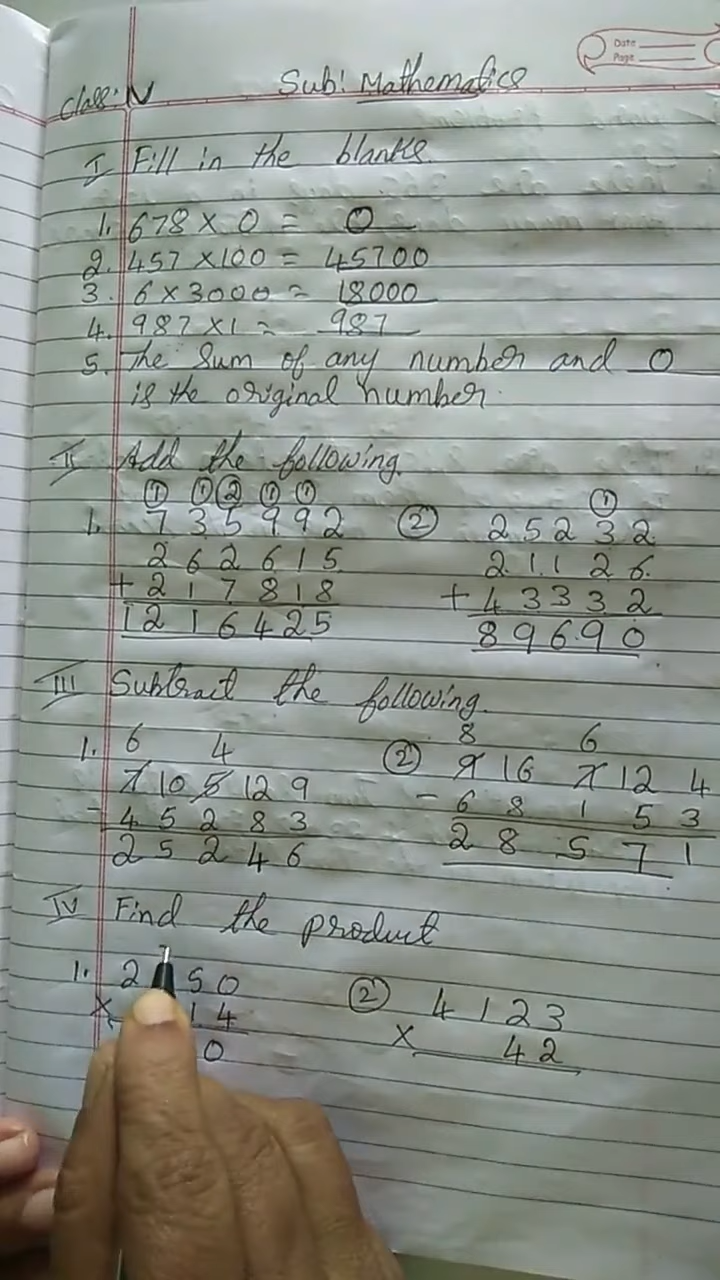 Date
Page
Class: IV Sub: Mathematics
I Fill in the blanks
1. 678 × 0 = 0
2. 457 × 100 = 45700
3. 6 × 3000 = 18000
4. 987 × 1 = 987
5. The Sum of any number and 0
is the original number.
II Add the following.
① ① ② ① ① ①
1. 7 3 5 9 9 2 ② 2 5 2 3 2
2 6 2 6 1 5 2 1 1 2 6
+ 2 1 7 8 1 8 + 4 3 3 3 2
1 2 1 6 4 2 5 8 9 6 9 0
III Subtract the following.
6 4 8 6
1. 7 10 5 12 9 ② 9 16 7 12 4
- 4 5 2 8 3 - 6 8 1 5 3
2 5 2 4 6 2 8 5 7 1
IV Find the product
1. 2 5 0 ② 4 1 2 3
× 1 4 × 4 2
0